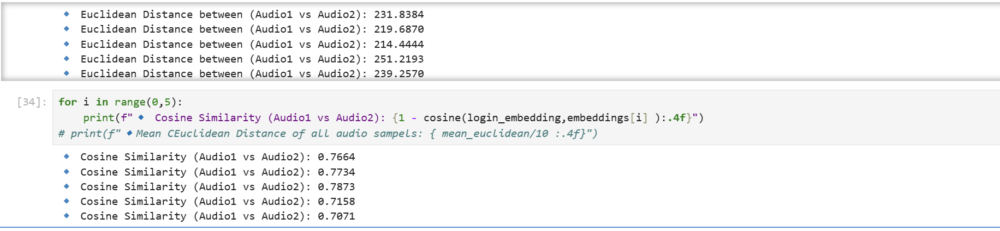 🔹 Euclidean Distance between (Audio1 vs Audio2): 231.8384
🔹 Euclidean Distance between (Audio1 vs Audio2): 219.6870
🔹 Euclidean Distance between (Audio1 vs Audio2): 214.4444
🔹 Euclidean Distance between (Audio1 vs Audio2): 251.2193
🔹 Euclidean Distance between (Audio1 vs Audio2): 239.2570
[34]: for i in range(0,5):
    print(f"🔹 Cosine Similarity (Audio1 vs Audio2): {1 - cosine(login_embedding,embeddings[i] ):.4f}")
# print(f"🔹Mean CEuclidean Distance of all audio sampels: { mean_euclidean/10 :.4f}")
🔹 Cosine Similarity (Audio1 vs Audio2): 0.7664
🔹 Cosine Similarity (Audio1 vs Audio2): 0.7734
🔹 Cosine Similarity (Audio1 vs Audio2): 0.7873
🔹 Cosine Similarity (Audio1 vs Audio2): 0.7158
🔹 Cosine Similarity (Audio1 vs Audio2): 0.7071